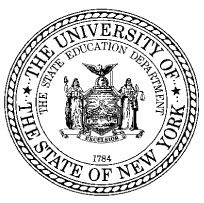 THE UNIVERSITY OF
THE STATE OF NEW YORK
THE STATE EDUCATION DEPARTMENT
EXCELSIOR
1784